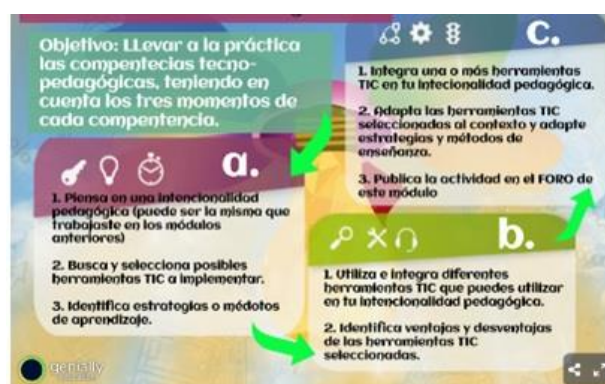 Objetivo: LLevar a la práctica
las compentecias tecno-
pedagógicas, teniendo en
cuenta los tres momentos de
cada compentencia.
a.
1. Piensa en una intencionalidad
pedagógica (puede ser la misma que
trabajaste en los módulos
anteriores)
2. Busca y selecciona posibles
herramientas TIC a implementar.
3. Identifica estrategias o médotos
de aprendizaje.
b.
1. Utiliza e integra diferentes
herramientas TIC que puedes utilizar
en tu intencionalidad pedagógica.
2. Identifica ventajas y desventajas
de las herramientas TIC
seleccionadas.
c.
1. Integra una o más herramientas
TIC en tu intecionalidad pedagógica.
2. Adapta las herramientas TIC
seleccionadas al contexto y adapte
estrategias y métodos de
enseñanza.
3. Publica la actividad en el FORO de
este módulo
genially